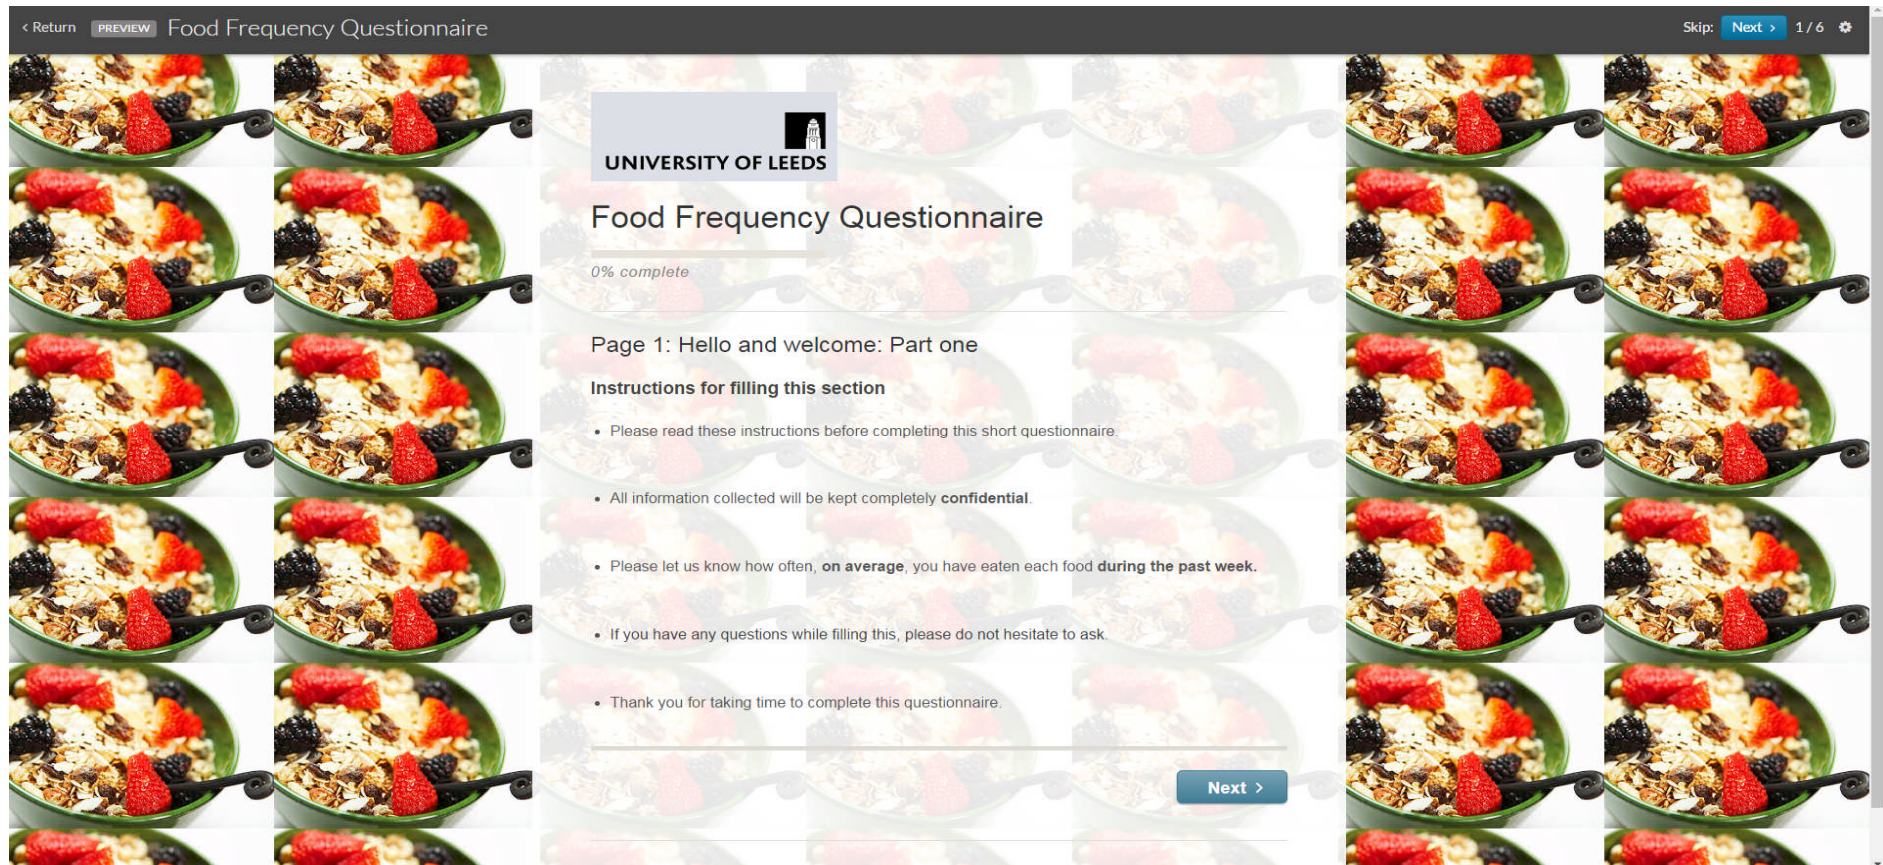 < Return PREVIEW Food Frequency Questionnaire Skip: Next > 1 / 6
UNIVERSITY OF LEEDS
Food Frequency Questionnaire
0% complete
Page 1: Hello and welcome: Part one
Instructions for filling this section
• Please read these instructions before completing this short questionnaire.
• All information collected will be kept completely confidential.
• Please let us know how often, on average, you have eaten each food during the past week.
• If you have any questions while filling this, please do not hesitate to ask.
• Thank you for taking time to complete this questionnaire.
Next >